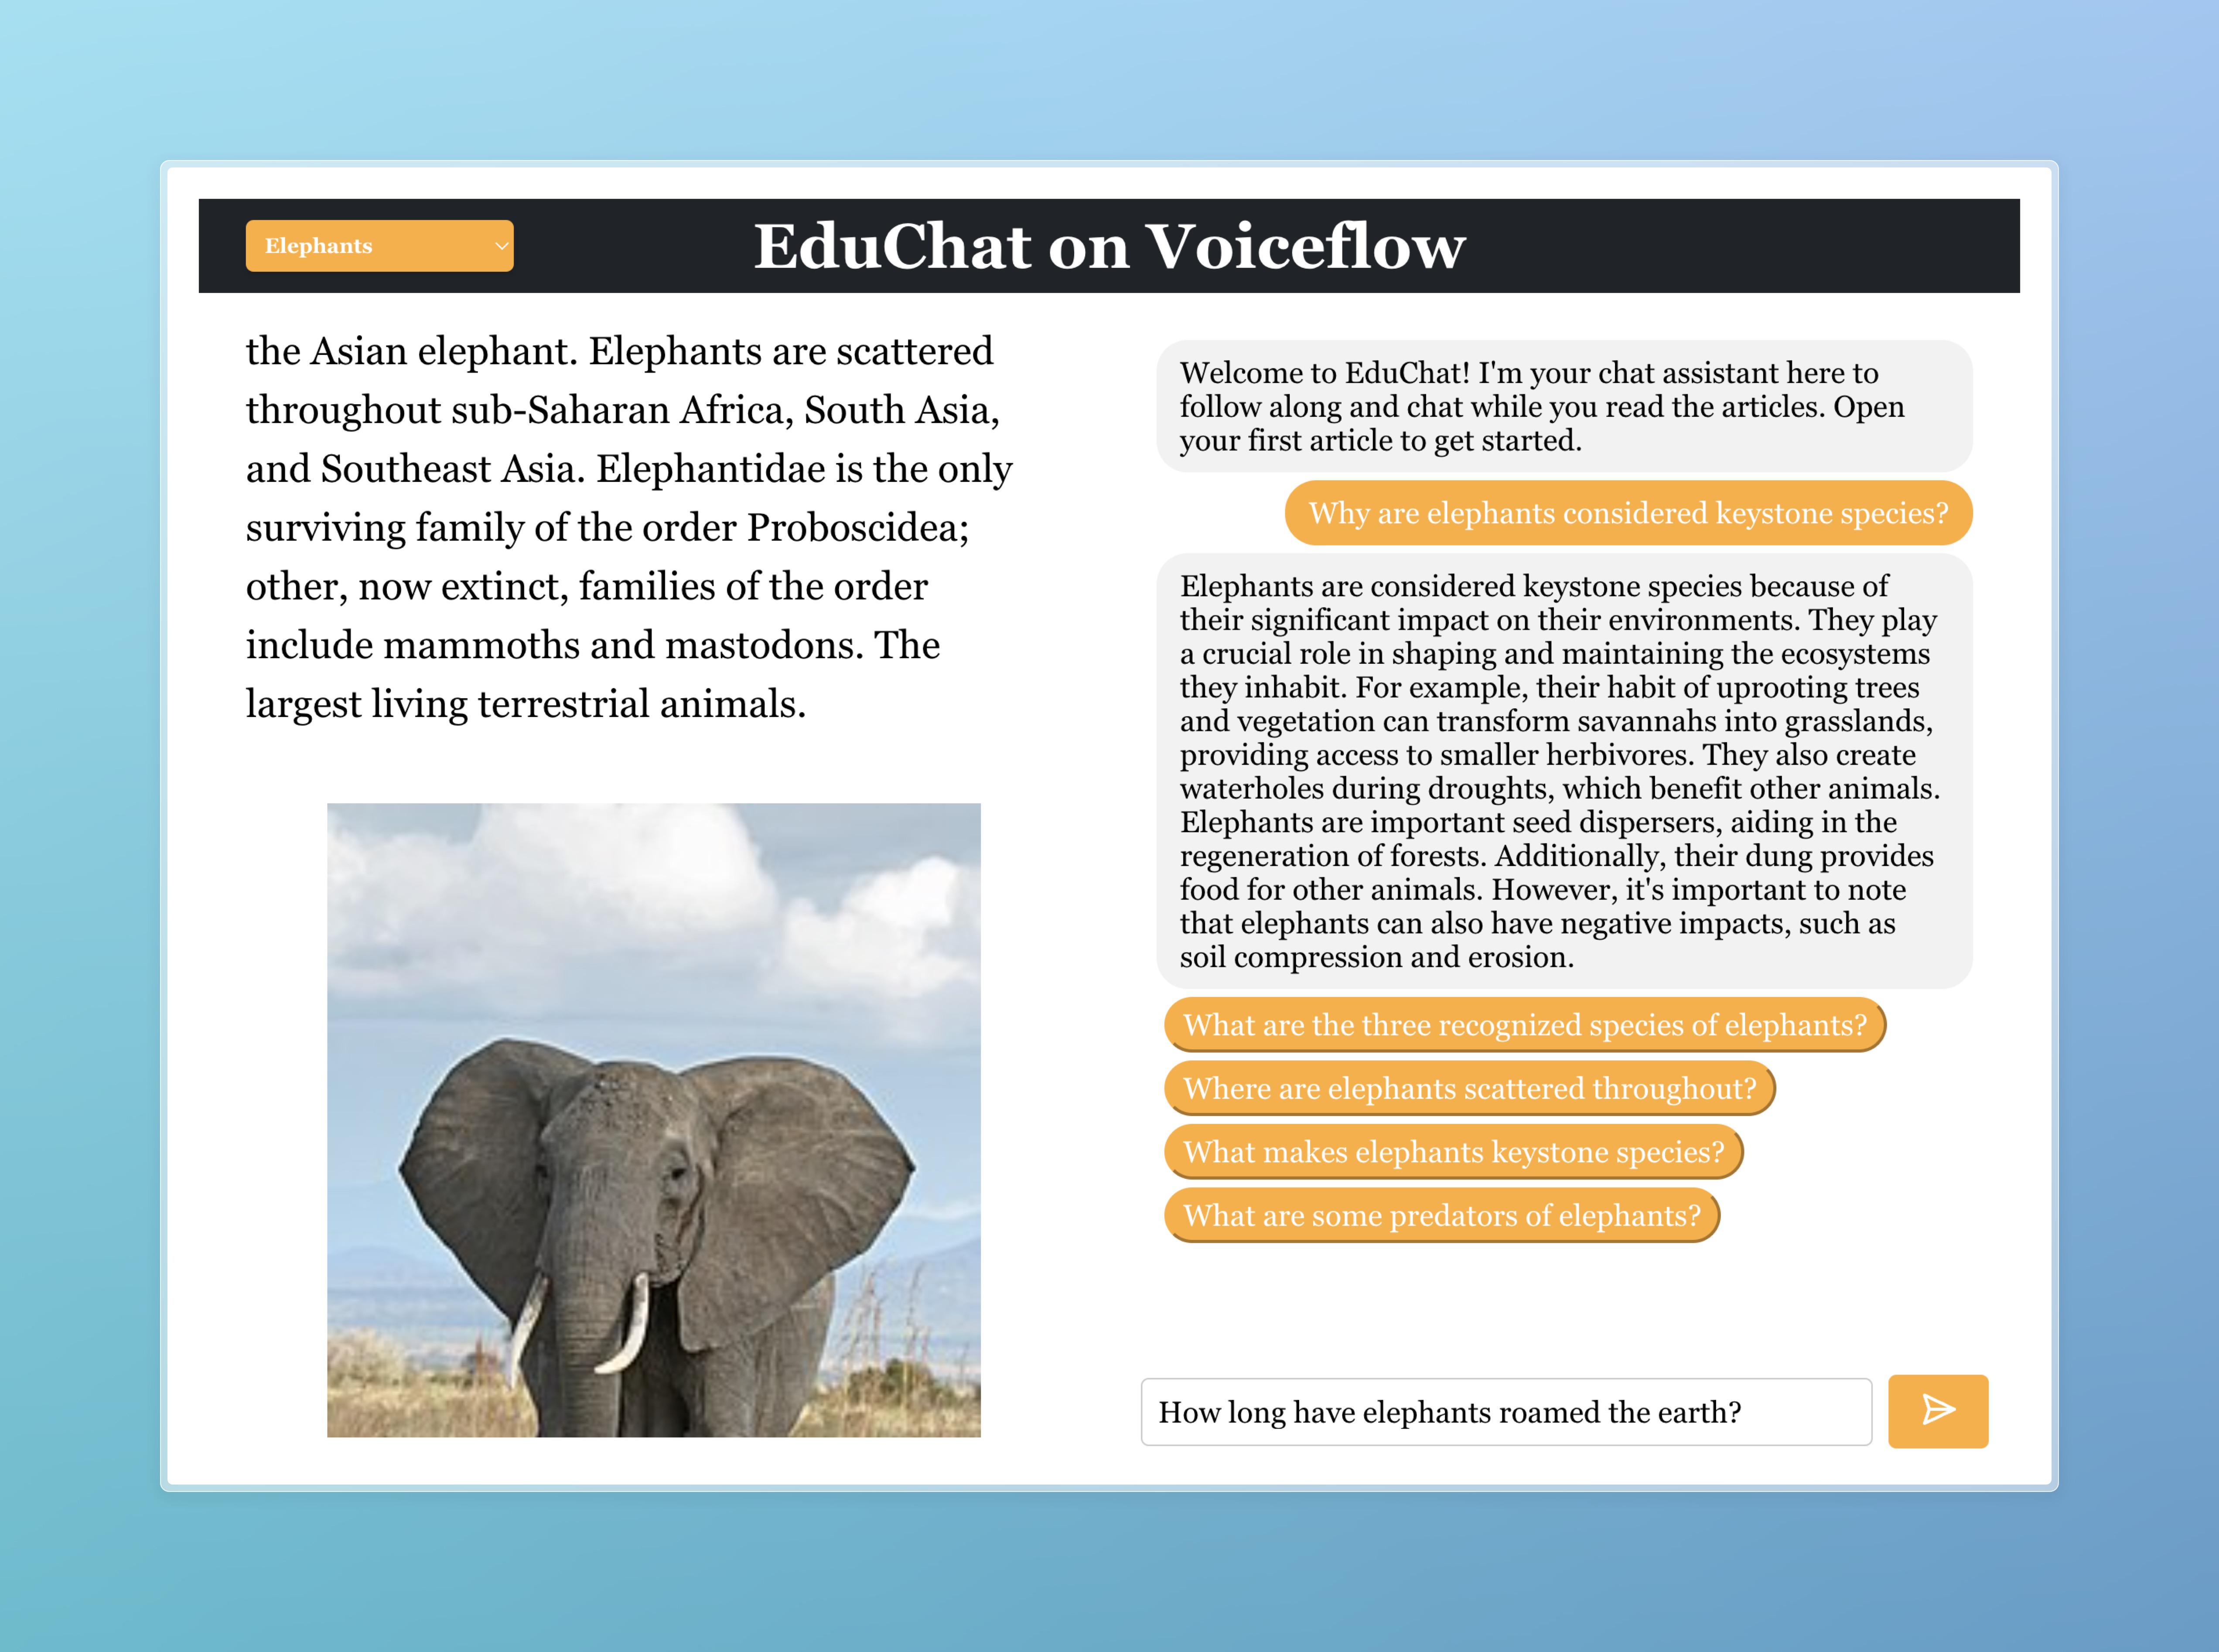 Elephants
EduChat on Voiceflow
the Asian elephant. Elephants are scattered
throughout sub-Saharan Africa, South Asia,
and Southeast Asia. Elephantidae is the only
surviving family of the order Proboscidea;
other, now extinct, families of the order
include mammoths and mastodons. The
largest living terrestrial animals.
Welcome to EduChat! I'm your chat assistant here to
follow along and chat while you read the articles. Open
your first article to get started.
Why are elephants considered keystone species?
Elephants are considered keystone species because of
their significant impact on their environments. They play
a crucial role in shaping and maintaining the ecosystems
they inhabit. For example, their habit of uprooting trees
and vegetation can transform savannahs into grasslands,
providing access to smaller herbivores. They also create
waterholes during droughts, which benefit other animals.
Elephants are important seed dispersers, aiding in the
regeneration of forests. Additionally, their dung provides
food for other animals. However, it's important to note
that elephants can also have negative impacts, such as
soil compression and erosion.
What are the three recognized species of elephants?
Where are elephants scattered throughout?
What makes elephants keystone species?
What are some predators of elephants?
How long have elephants roamed the earth?